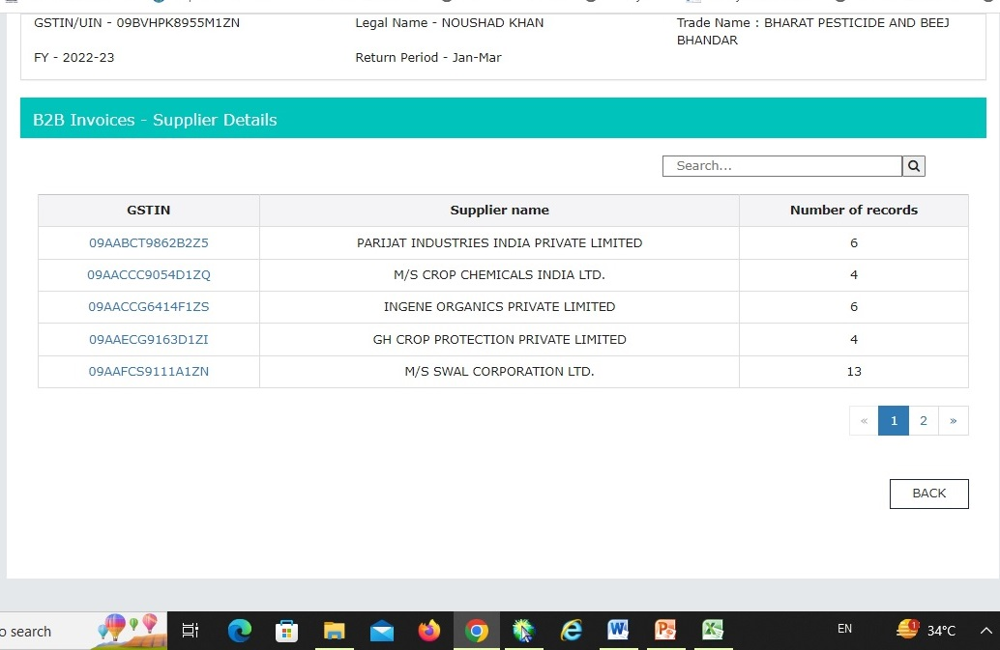 GSTIN/UIN - 09BVHPK8955M1ZN Legal Name - NOUSHAD KHAN Trade Name : BHARAT PESTICIDE AND BEEJ
BHANDAR
FY - 2022-23 Return Period - Jan-Mar
B2B Invoices - Supplier Details
Search...
GSTIN Supplier name Number of records
09AABCT9862B2Z5 PARIJAT INDUSTRIES INDIA PRIVATE LIMITED 6
09AACCC9054D1ZQ M/S CROP CHEMICALS INDIA LTD. 4
09AACCG6414F1ZS INGENE ORGANICS PRIVATE LIMITED 6
09AAECG9163D1ZI GH CROP PROTECTION PRIVATE LIMITED 4
09AAFCS9111A1ZN M/S SWAL CORPORATION LTD. 13
« 1 2 »
BACK
o search EN 1 34°C